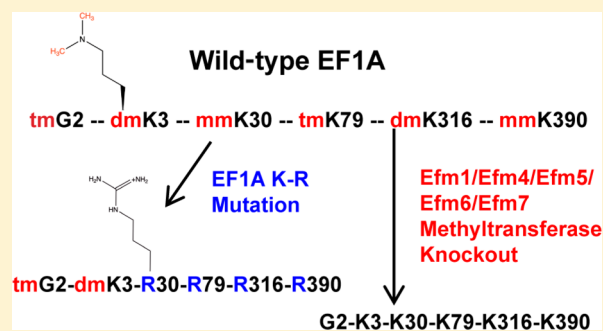 CH₃
N
H₃C
Wild-type EF1A
tmG2 -- dmK3 -- mmK30 -- tmK79 -- dmK316 -- mmK390
H₂N
+NH₂
HN
EF1A K-R
Mutation
Efm1/Efm4/Efm5/
Efm6/Efm7
Methyltransferase
Knockout
tmG2-dmK3-R30-R79-R316-R390
G2-K3-K30-K79-K316-K390